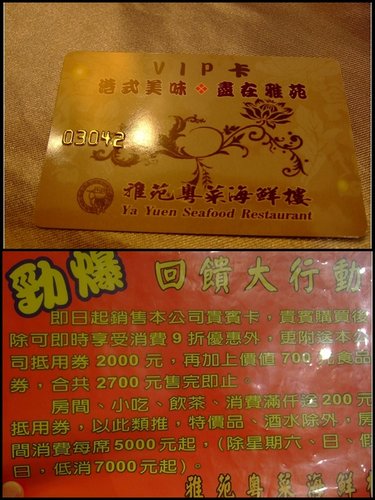 VIP卡
港式美味 盡在雅苑
03042
雅苑粵菜海鮮樓
Ya Yuen Seafood Restaurant
勁爆 回饋大行動
即日起銷售本公司貴賓卡，貴賓購買後
除可即時享受消費9折優惠外，更附送本公
司抵用券2000元，再加上價值700元食品
券，合共2700元售完即止。
房間、小吃、飲茶、消費滿仟送200元
抵用券，以此類推，特價品、酒水除外，房
間消費每席5000元起，（除星期六、日、假
日，低消7000元起）。
雅苑粵菜海鮮樓